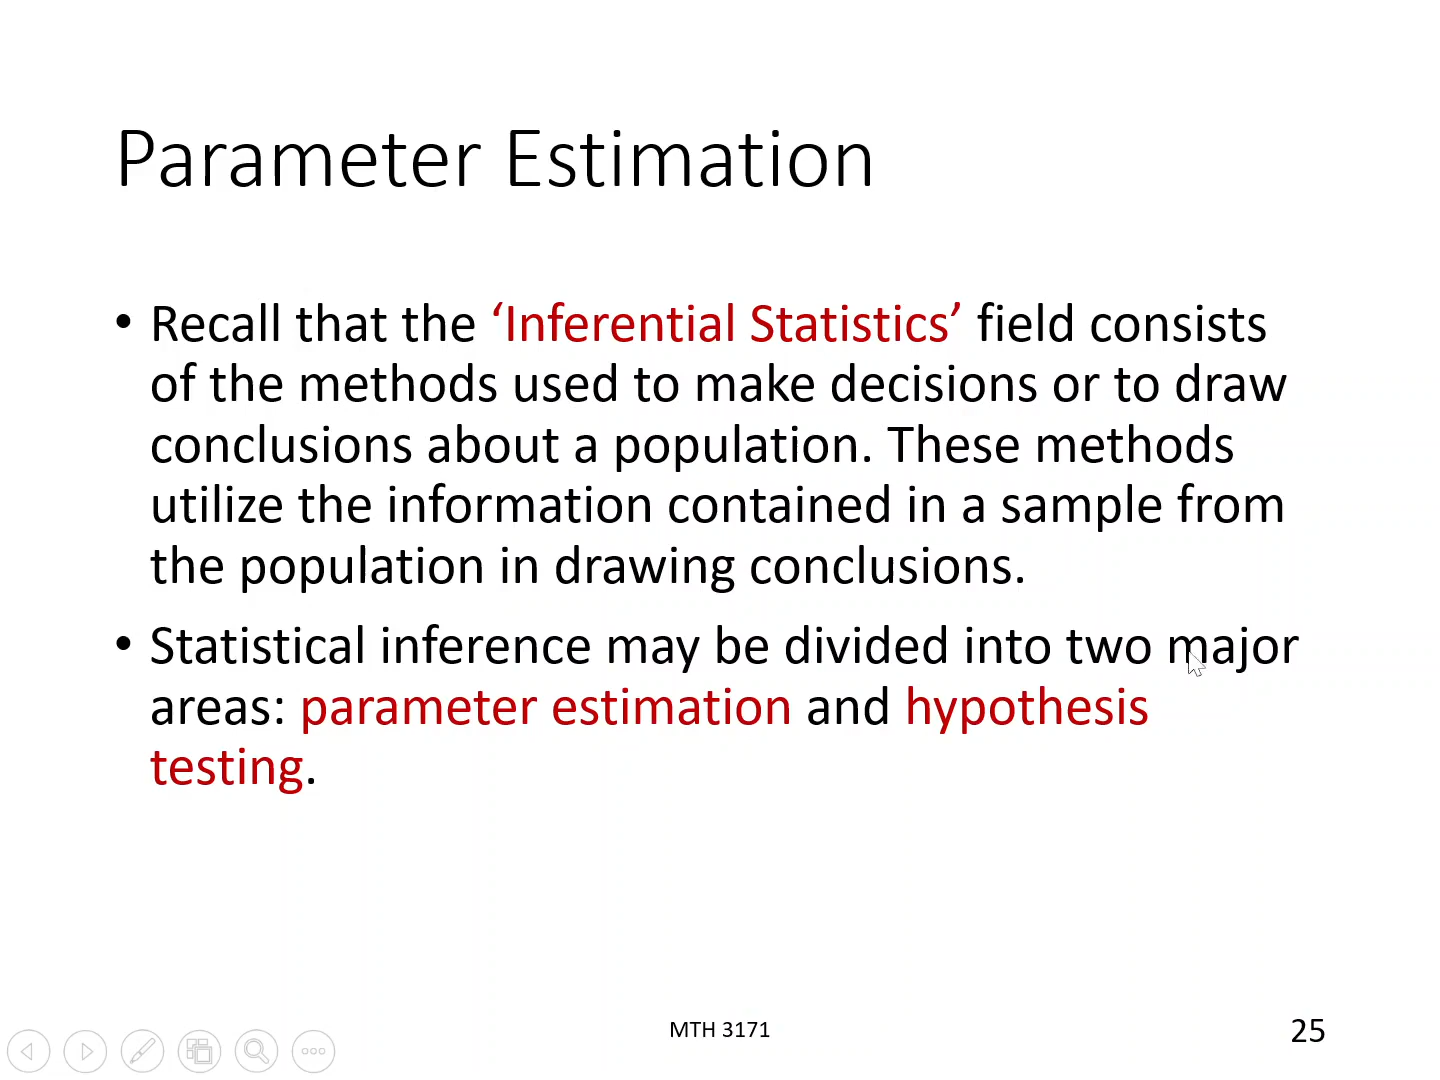 Parameter Estimation
• Recall that the ‘Inferential Statistics’ field consists
of the methods used to make decisions or to draw
conclusions about a population. These methods
utilize the information contained in a sample from
the population in drawing conclusions.
• Statistical inference may be divided into two major
areas: parameter estimation and hypothesis
testing.
MTH 3171
25